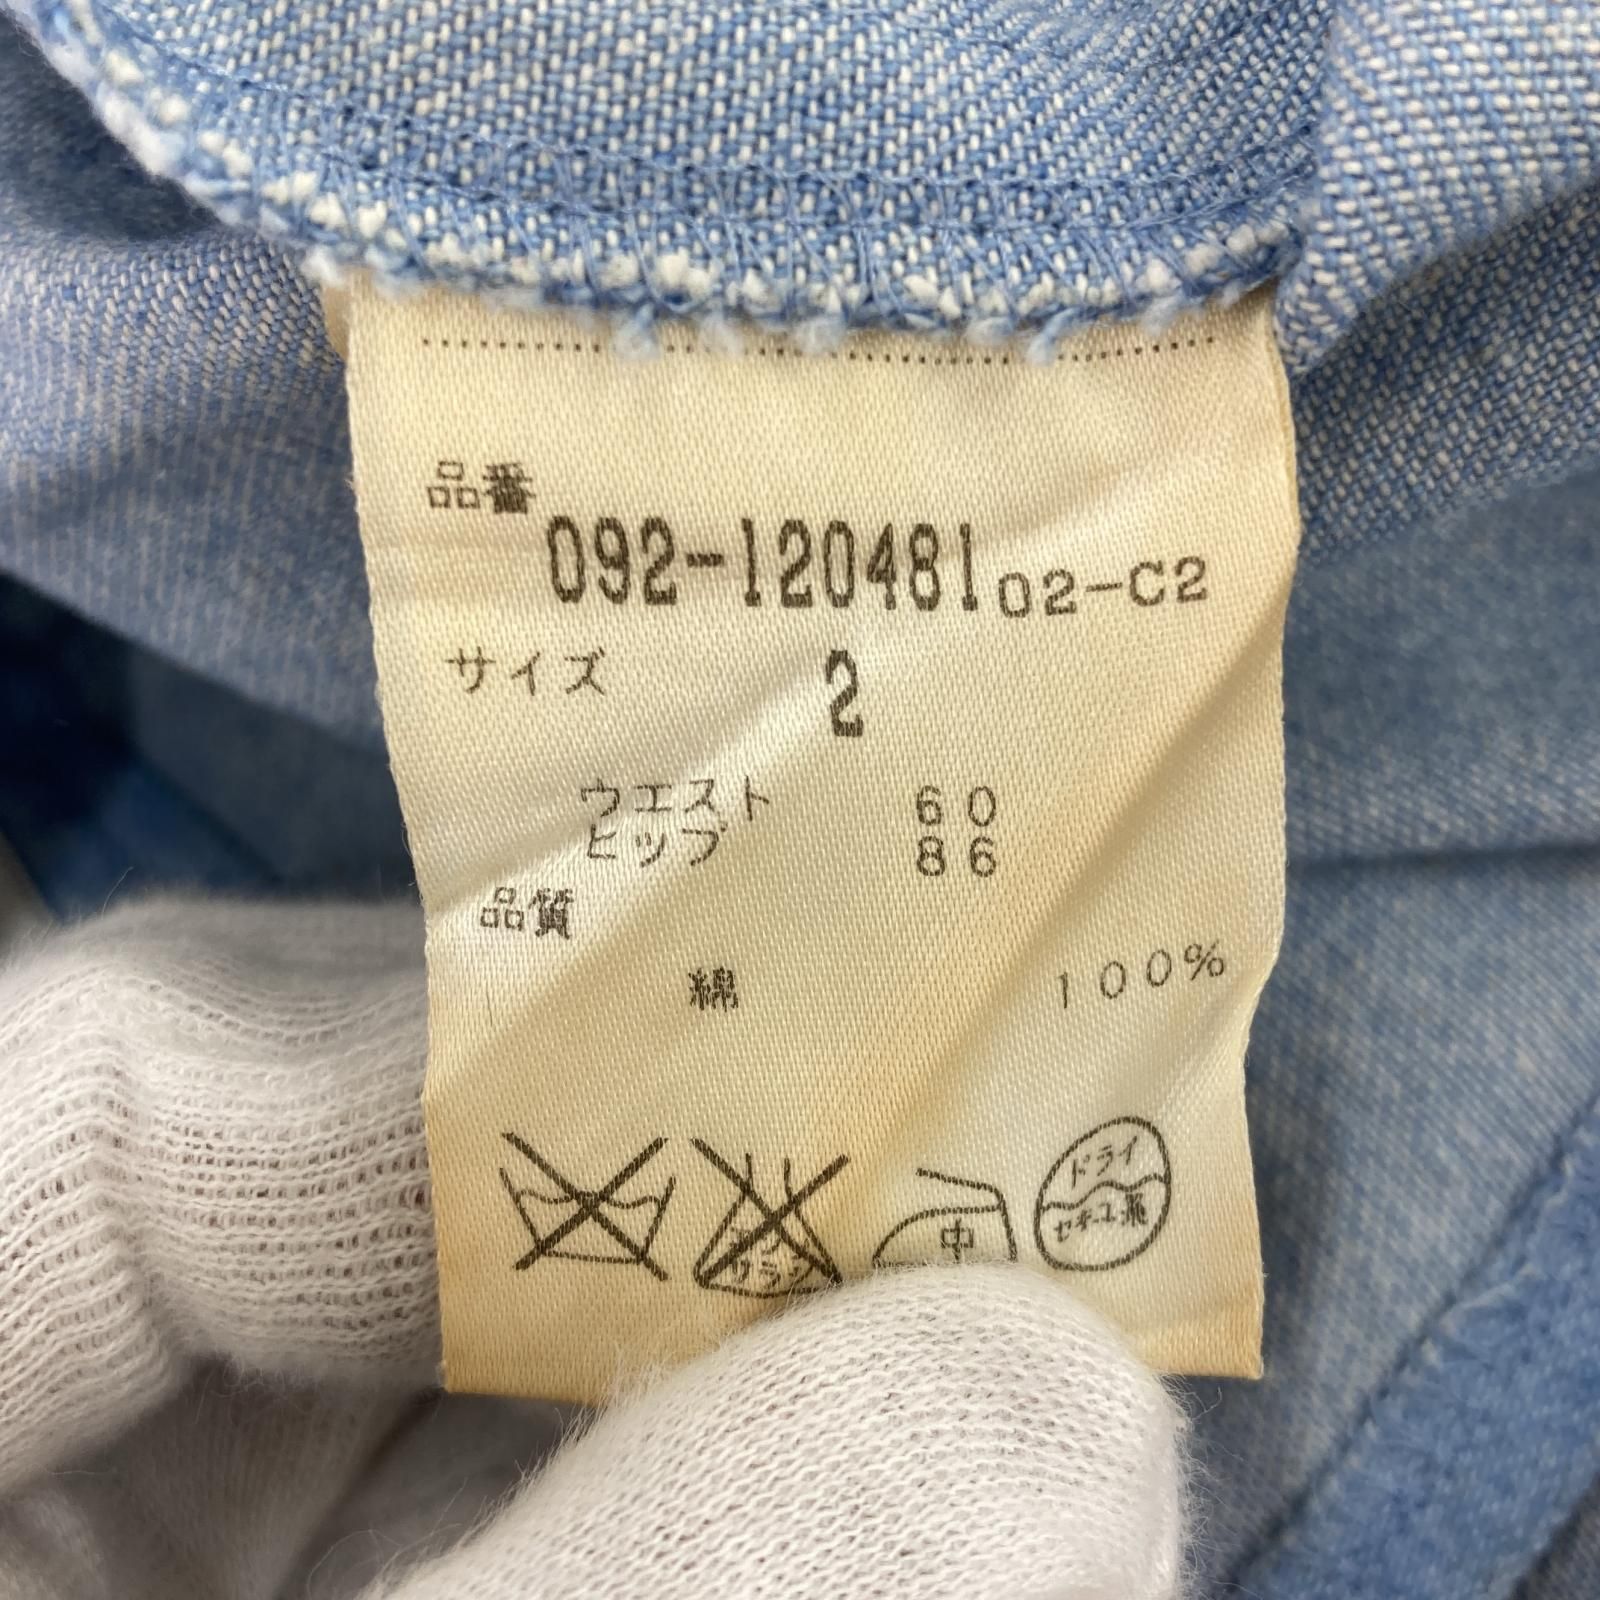 品番
092-120481 02-C2
サイズ 2
ウエスト 60
ヒップ 86
品質
綿 100%
中
ドライ
セキユ系